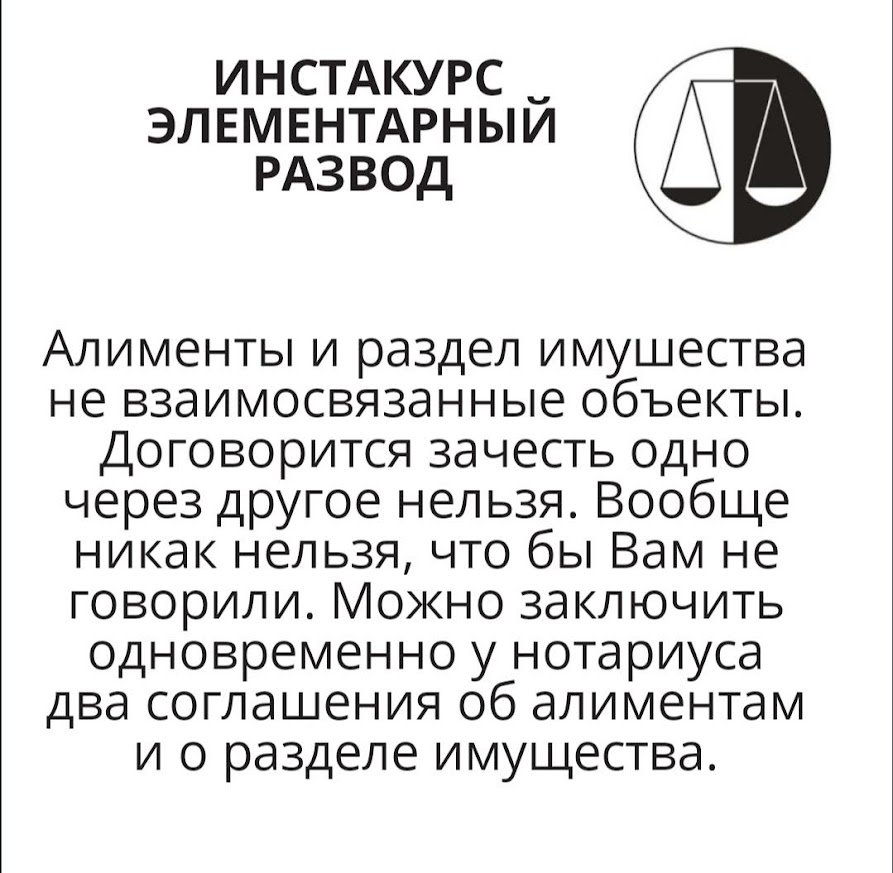 ИНСТАКУРС
ЭЛЕМЕНТАРНЫЙ
РАЗВОД
Алименты и раздел имушества
не взаимосвязанные объекты.
Договорится зачесть одно
через другое нельзя. Вообще
никак нельзя, что бы Вам не
говорили. Можно заключить
одновременно у нотариуса
два соглашения об алиментам
и о разделе имущества.